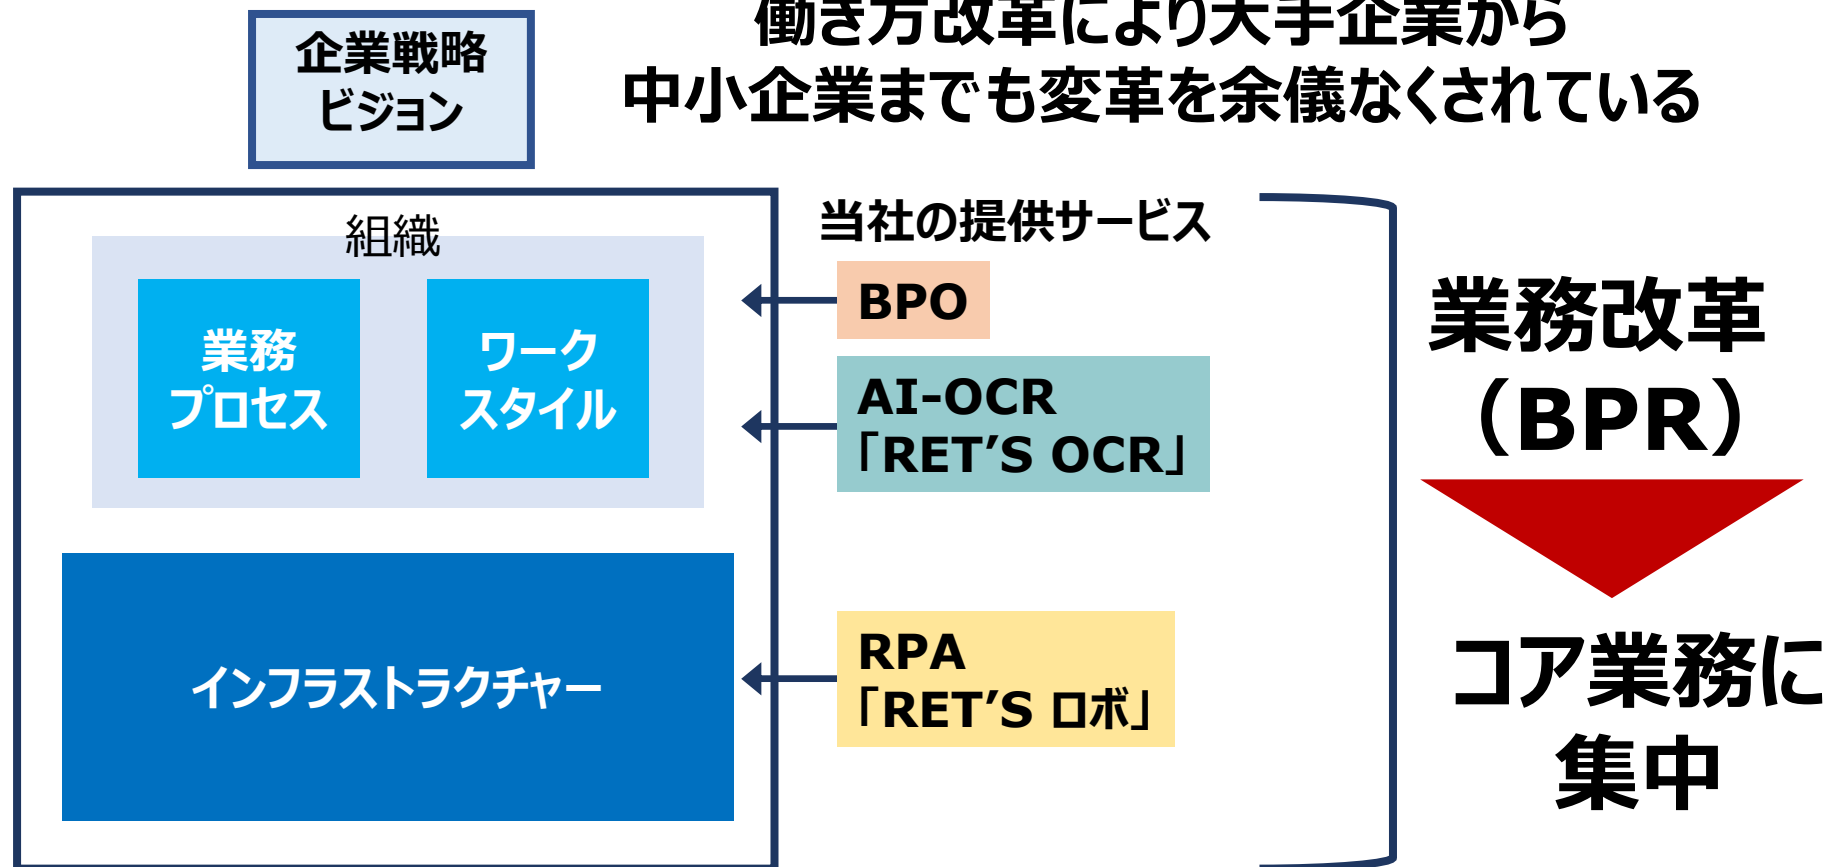 企業戦略
ビジョン
働き方改革により大手企業から
中小企業までも変革を余儀なくされている
組織
業務
プロセス
ワーク
スタイル
インフラストラクチャー
当社の提供サービス
BPO
AI-OCR
「RET’S OCR」
RPA
「RET’S ロボ」
業務改革
（BPR）
コア業務に
集中